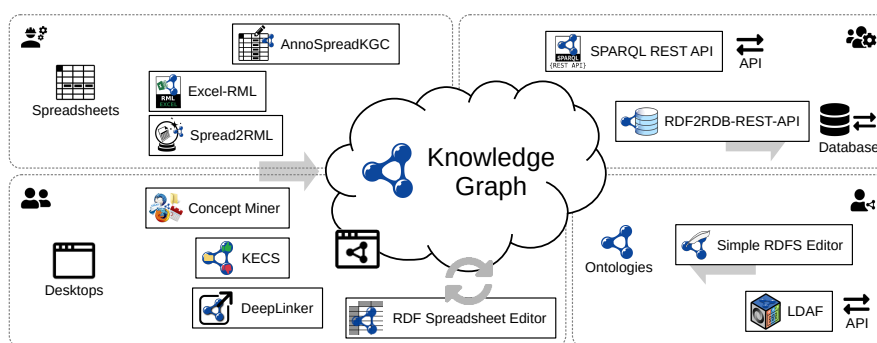 AnnoSpreadKGC
Spreadsheets
RML
EXCEL
Excel-RML
Spread2RML
SPARQL
{REST API}
SPARQL REST API
API
RDF2RDB-REST-API
Database
Knowledge
Graph
Concept Miner
Desktops
KECS
DeepLinker
RDF Spreadsheet Editor
Ontologies
Simple RDFS Editor
LDAF
API